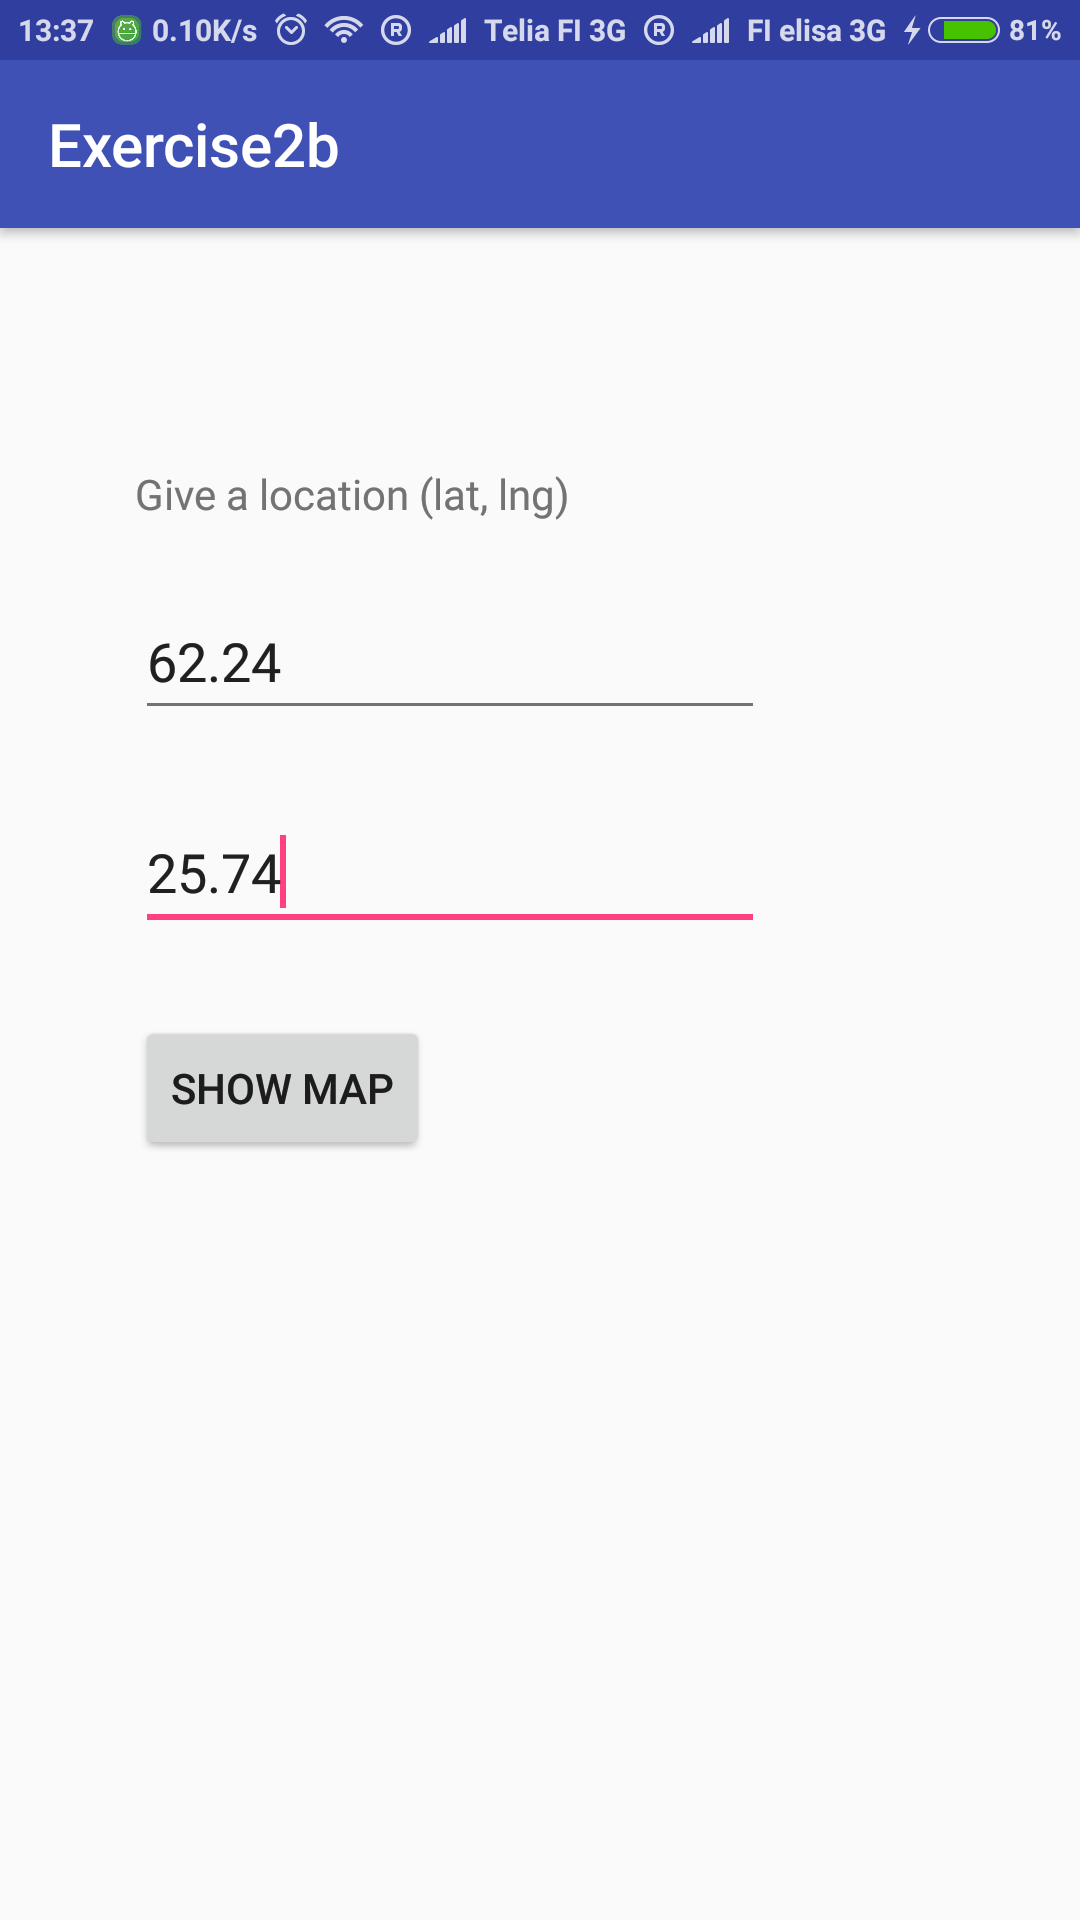 13:37 0.10K/s R Telia FI 3G R FI elisa 3G 81%
Exercise2b
Give a location (lat, lng)
62.24
25.74
SHOW MAP